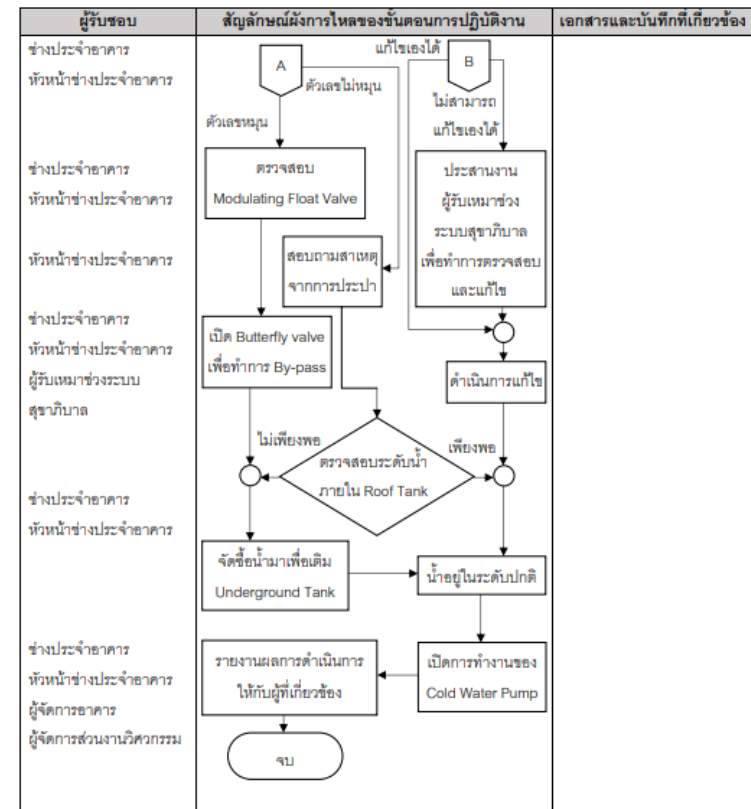 ผู้รับชอบ
สัญลักษณ์ผังการไหลของขั้นตอนการปฏิบัติงาน
เอกสารและบันทึกที่เกี่ยวข้อง
ช่างประจำอาคาร
หัวหน้าช่างประจำอาคาร
แก้ไขเองได้
A
B
ตัวเลขไม่หมุน
ไม่สามารถ
แก้ไขเองได้
ตัวเลขหมุน
ช่างประจำอาคาร
หัวหน้าช่างประจำอาคาร
ตรวจสอบ
Modulating Float Valve
ประสานงาน
ผู้รับเหมาช่วง
ระบบสุขาภิบาล
เพื่อทำการตรวจสอบ
และแก้ไข
หัวหน้าช่างประจำอาคาร
สอบถามสาเหตุ
จากการประปา
ช่างประจำอาคาร
หัวหน้าช่างประจำอาคาร
ผู้รับเหมาช่วงระบบ
สุขาภิบาล
เปิด Butterfly valve
เพื่อทำการ By-pass
ดำเนินการแก้ไข
ไม่เพียงพอ
เพียงพอ
ตรวจสอบระดับน้ำ
ภายใน Roof Tank
ช่างประจำอาคาร
หัวหน้าช่างประจำอาคาร
จัดซื้อน้ำมาเพื่อเติม
Underground Tank
น้ำอยู่ในระดับปกติ
ช่างประจำอาคาร
หัวหน้าช่างประจำอาคาร
ผู้จัดการอาคาร
ผู้จัดการส่วนงานวิศวกรรม
รายงานผลการดำเนินการ
ให้กับผู้ที่เกี่ยวข้อง
เปิดการทำงานของ
Cold Water Pump
จบ